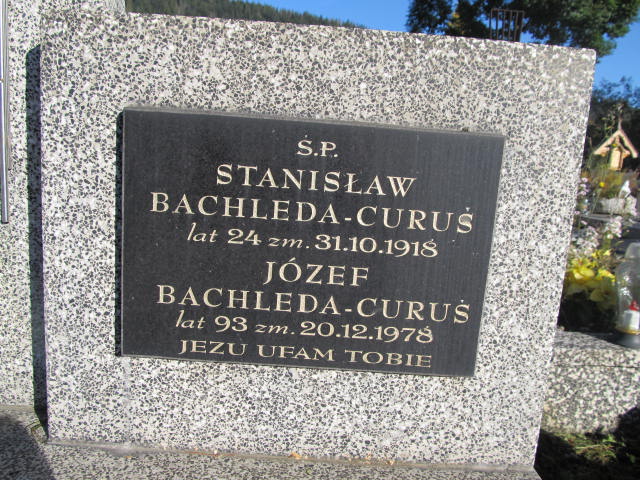 Ś.P.
STANISŁAW
BACHLEDA-CURUŚ
lat 24 zm. 31.10.1918
JÓZEF
BACHLEDA-CURUŚ
lat 93 zm. 20.12.1978
JEZU UFAM TOBIE